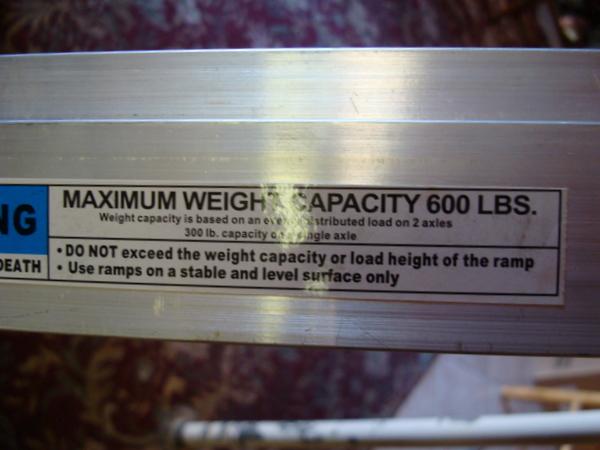 NG
DEATH
MAXIMUM WEIGHT CAPACITY 600 LBS.
Weight capacity is based on an evenly distributed load on 2 axles
300 lb. capacity on a single axle
• DO NOT exceed the weight capacity or load height of the ramp
• Use ramps on a stable and level surface only